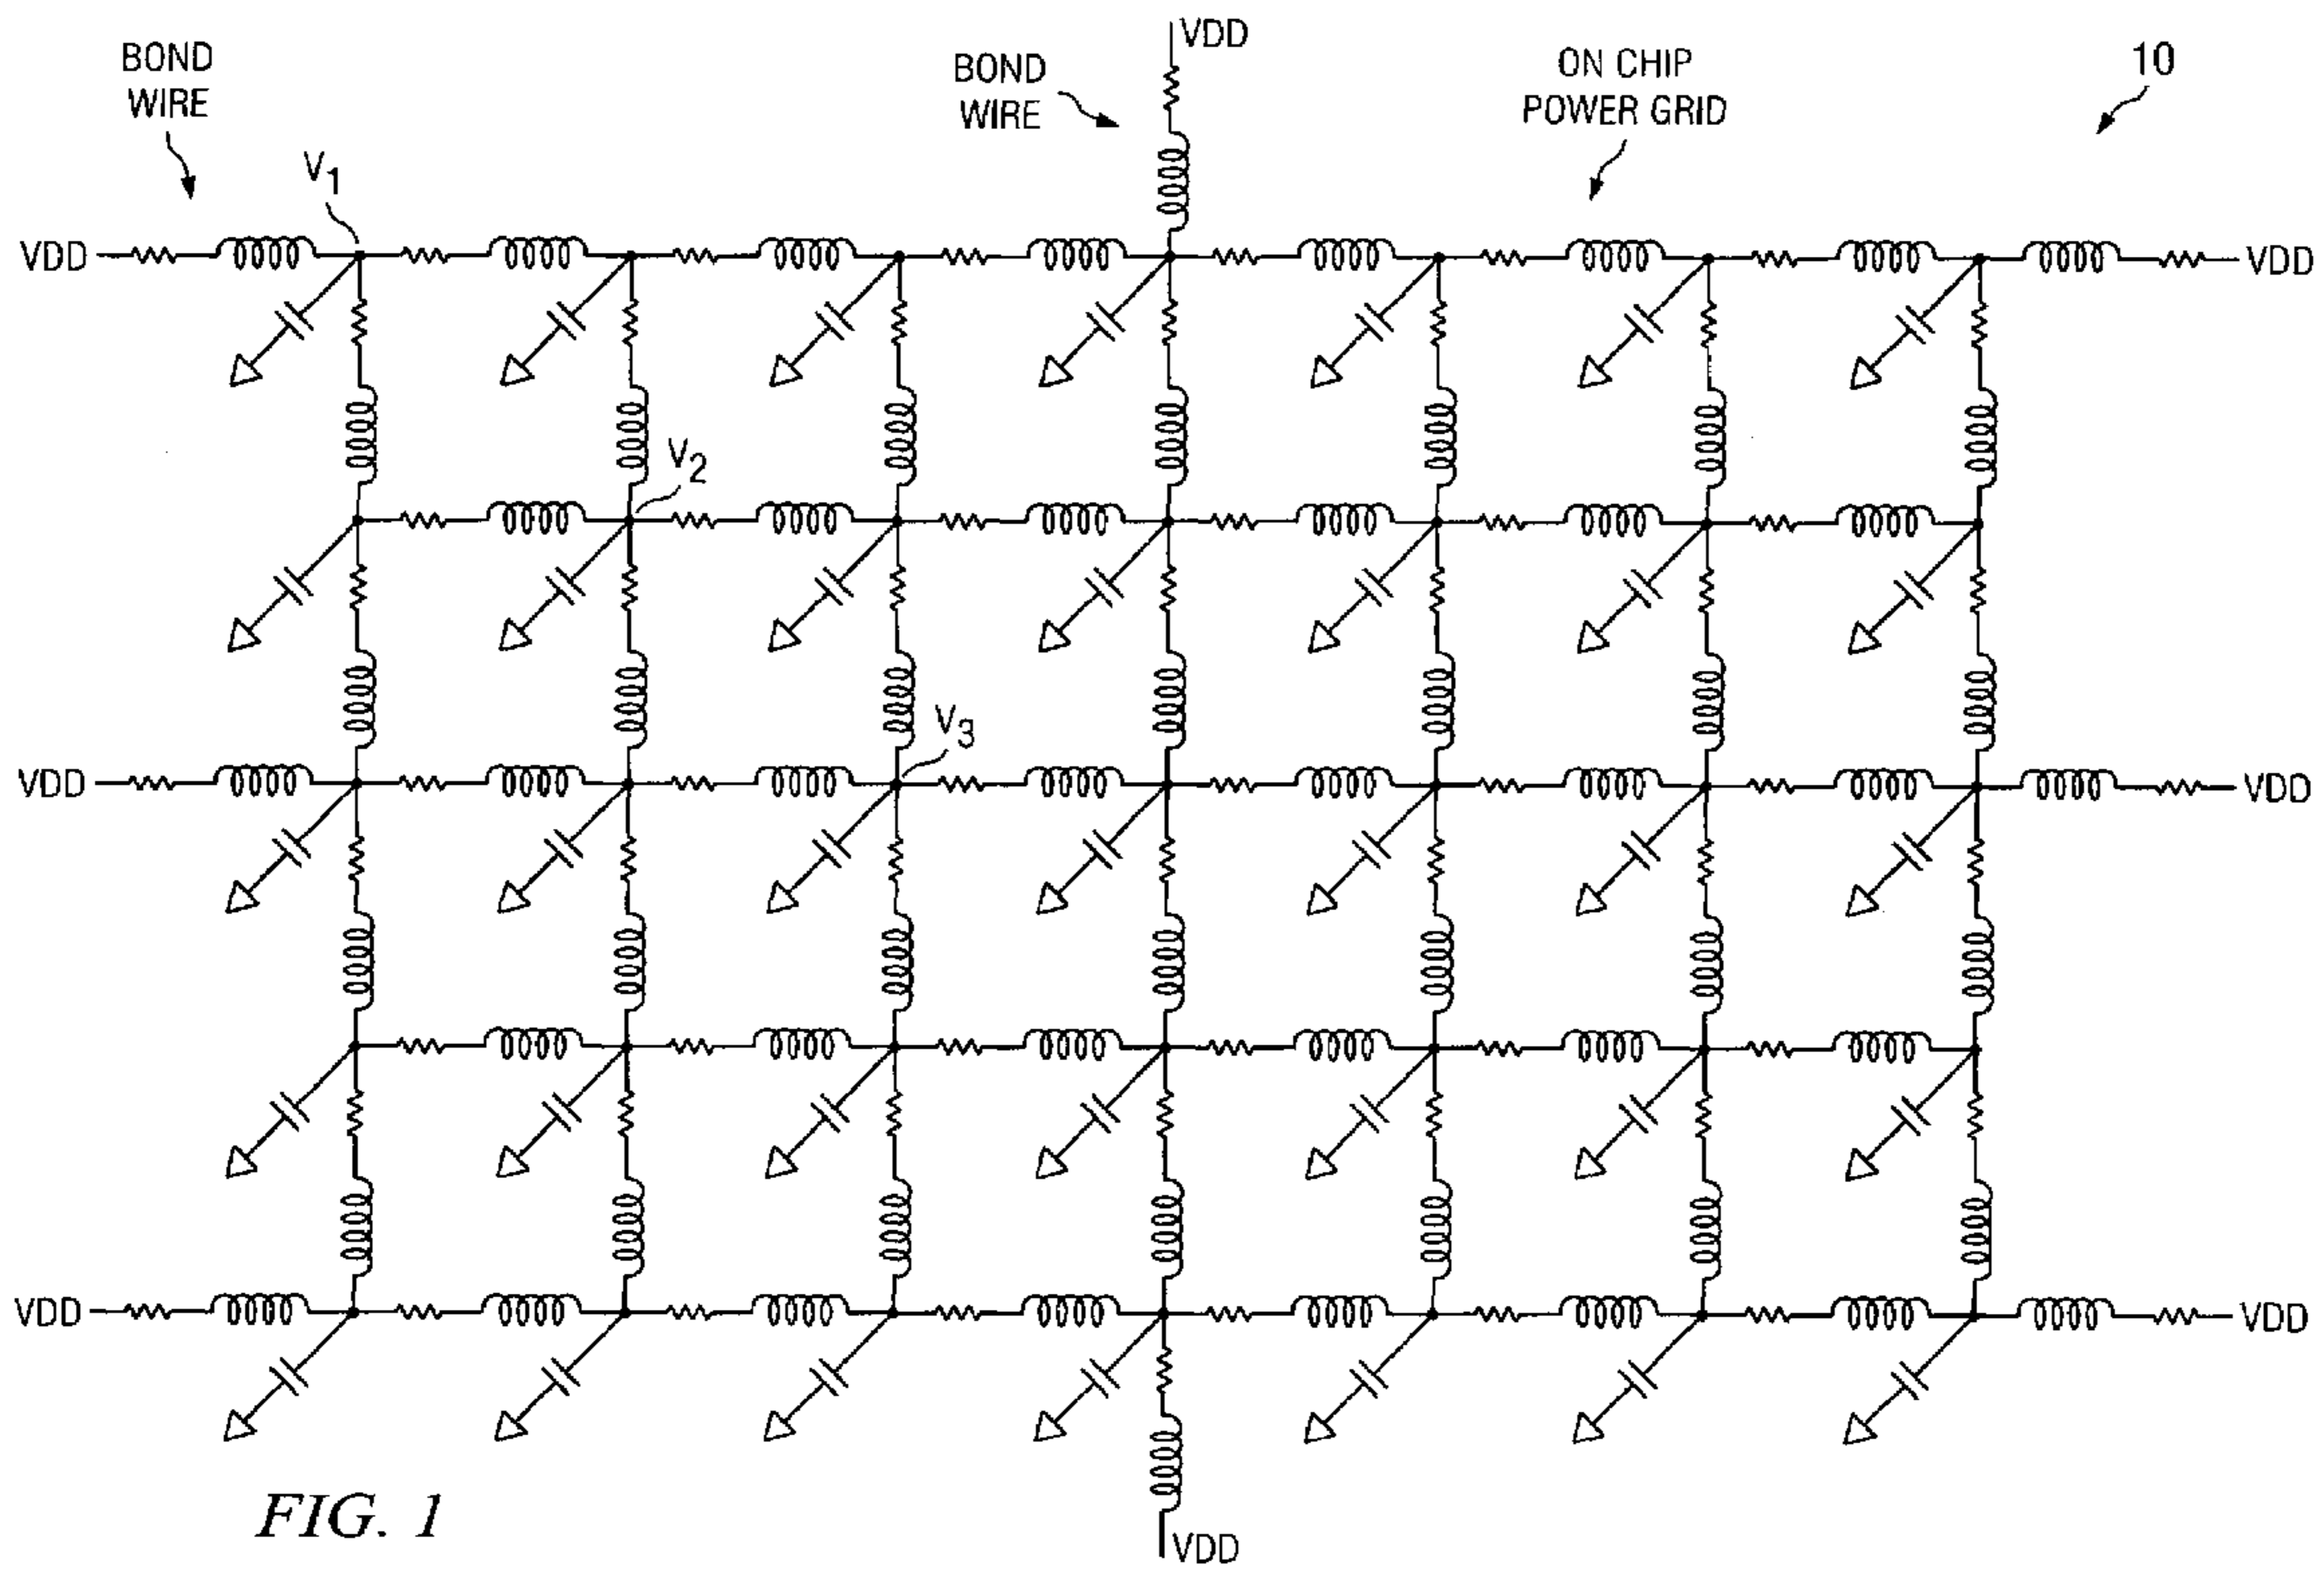 VDD
BOND
WIRE
BOND
WIRE
ON CHIP
POWER GRID
10
V1
VDD
VDD
V2
V3
VDD
VDD
VDD
VDD
FIG. 1
VDD